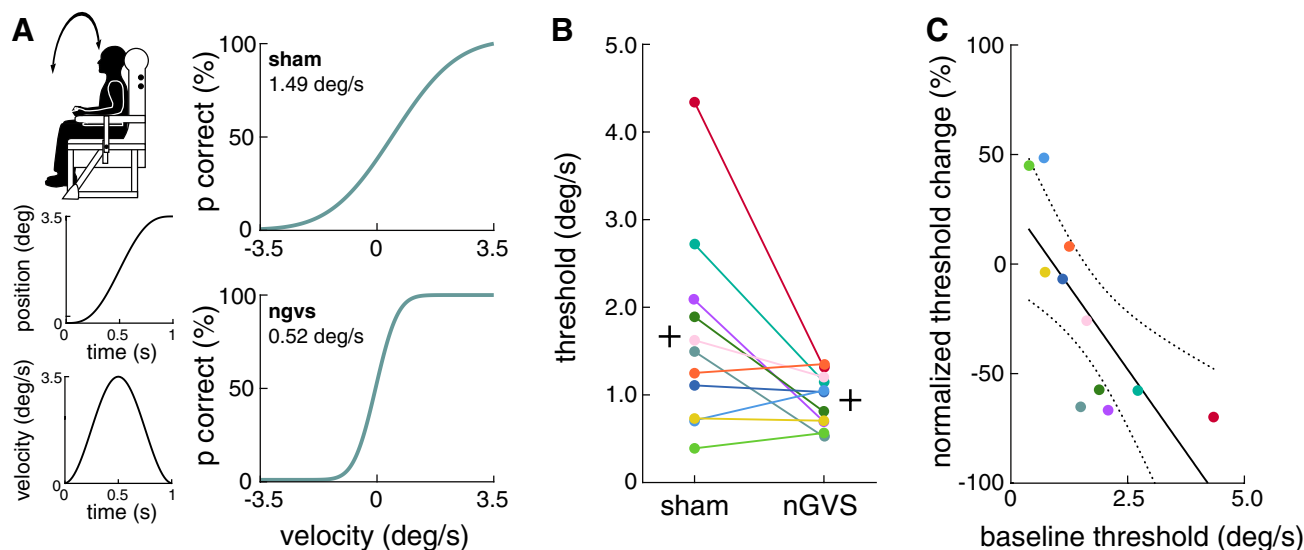 A
position (deg)
3.5
0
0
0.5
1
time (s)
velocity (deg/s)
3.5
0
0
0.5
1
time (s)
p correct (%)
100
50
0
sham
1.49 deg/s
-3.5
0
3.5
p correct (%)
100
50
0
ngvs
0.52 deg/s
-3.5
0
3.5
velocity (deg/s)
B
threshold (deg/s)
5.0
4.0
3.0
2.0
1.0
0
sham
nGVS
C
normalized threshold change (%)
100
50
0
-50
-100
0
2.5
5.0
baseline threshold (deg/s)